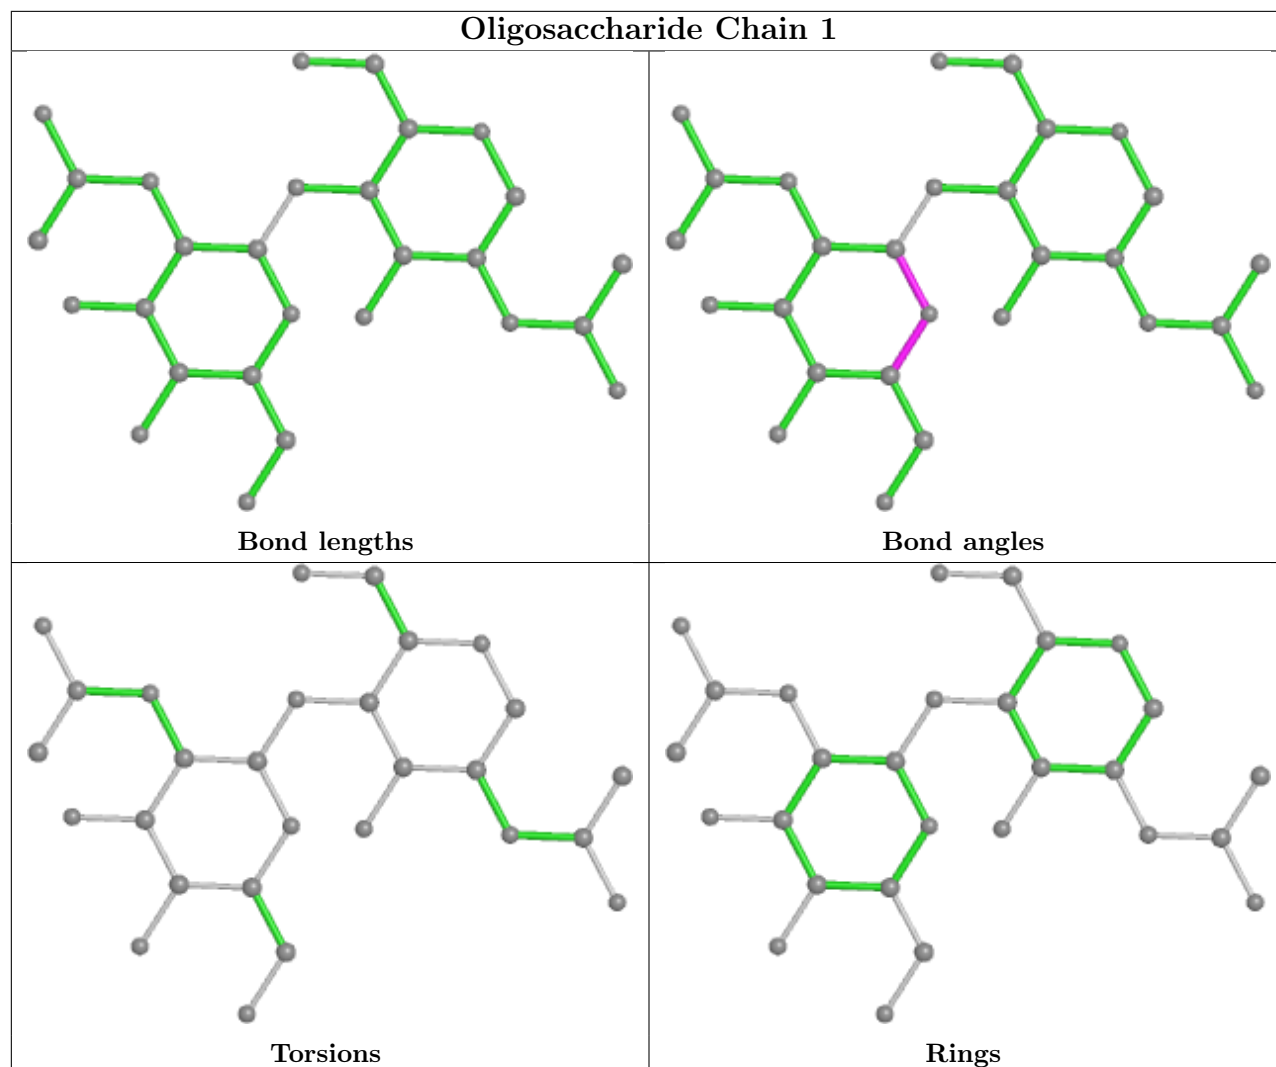 Oligosaccharide Chain 1
Bond lengths
Bond angles
Torsions
Rings